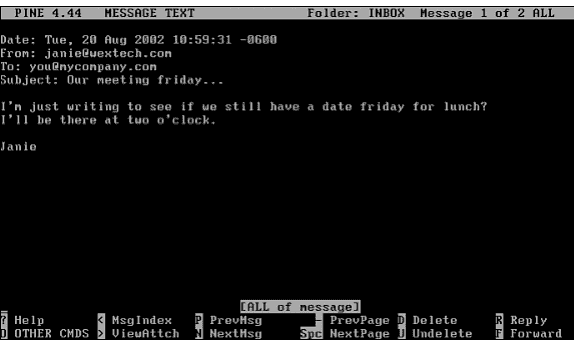 PINE 4.44 MESSAGE TEXT Folder: INBOX Message 1 of 2 ALL
Date: Tue, 20 Aug 2002 10:59:31 -0600
From: janie@wextech.com
To: you@mycompany.com
Subject: Our meeting friday...
I'm just writing to see if we still have a date friday for lunch?
I'll be there at two o'clock.
Janie
[ALL of message]
? Help < MsgIndex P PrevMsg - PrevPage D Delete R Reply
O OTHER CMDS > ViewAttch N NextMsg Spc NextPage U Undelete F Forward